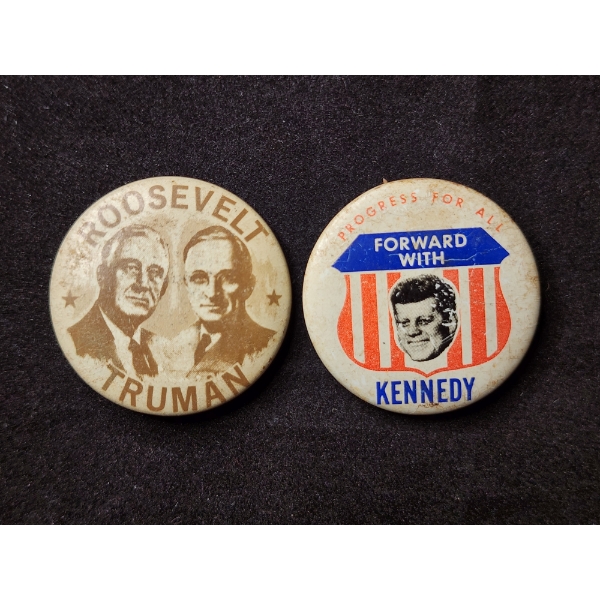 ROOSEVELT
TRUMAN
PROGRESS FOR ALL
FORWARD
WITH
KENNEDY